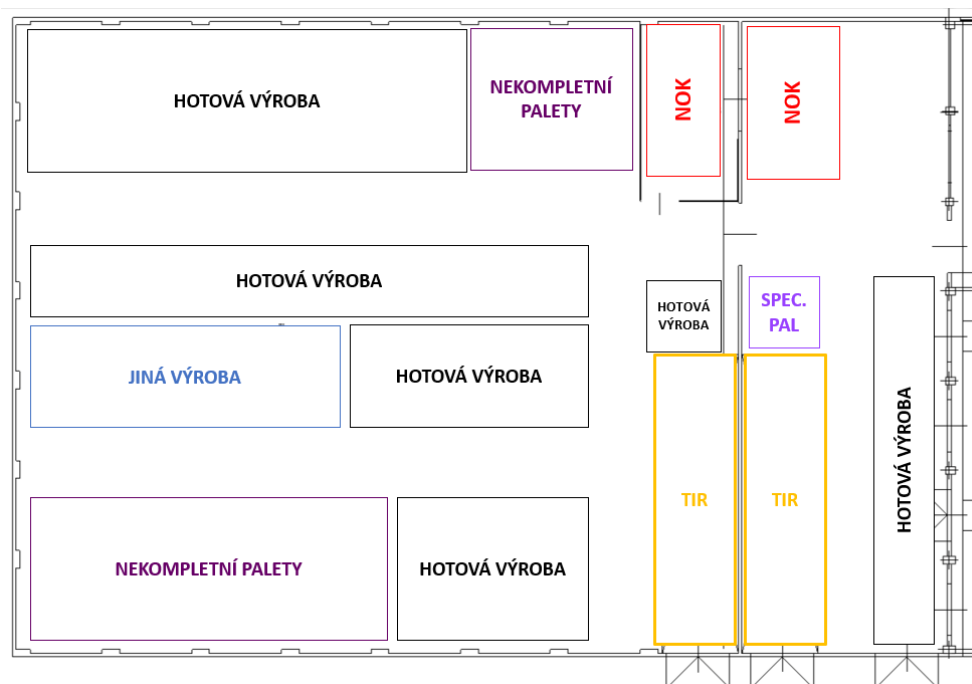 HOTOVÁ VÝROBA
NEKOMPLETNÍ
PALETY
NOK
NOK
HOTOVÁ VÝROBA
HOTOVÁ
VÝROBA
SPEC.
PAL
JINÁ VÝROBA
HOTOVÁ VÝROBA
HOTOVÁ VÝROBA
TIR
TIR
NEKOMPLETNÍ PALETY
HOTOVÁ VÝROBA